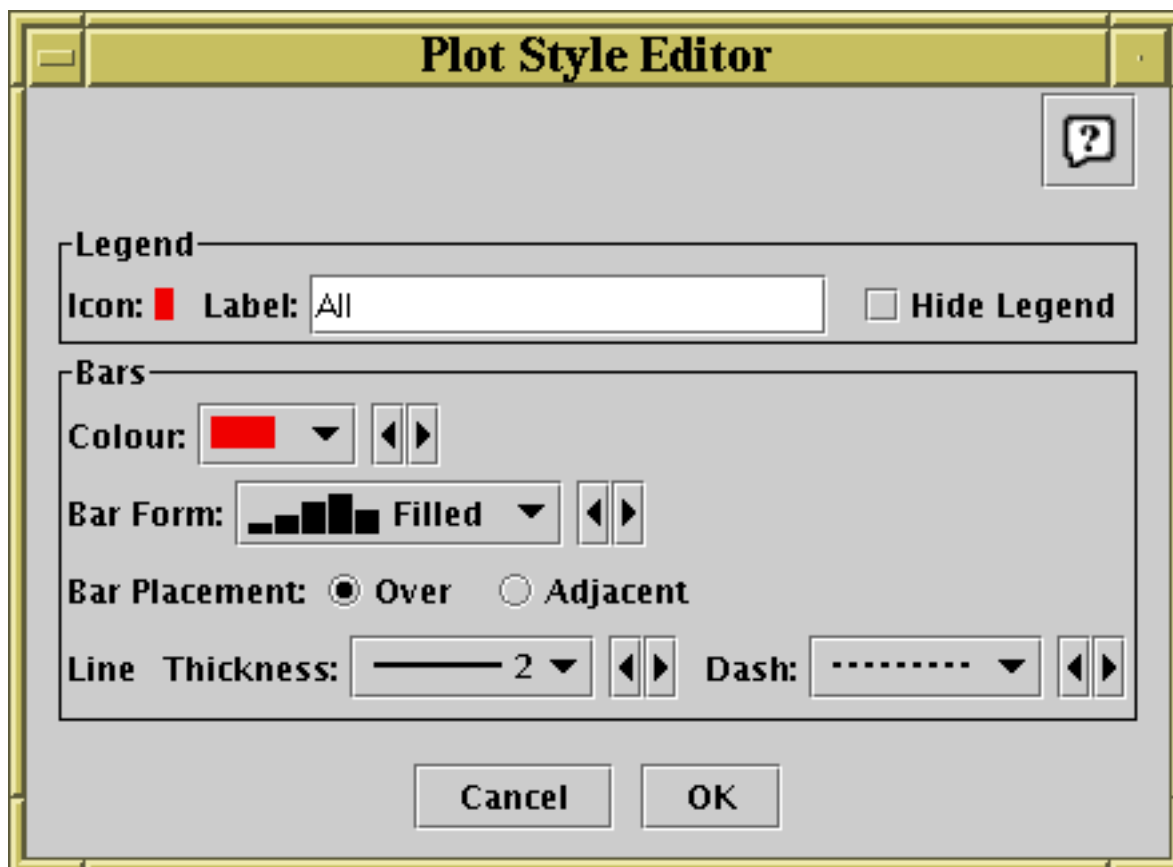 Plot Style Editor
?
Legend
Icon: Label: All Hide Legend
Bars
Colour:
Bar Form: Filled
Bar Placement: Over Adjacent
Line Thickness: 2 Dash:
Cancel OK